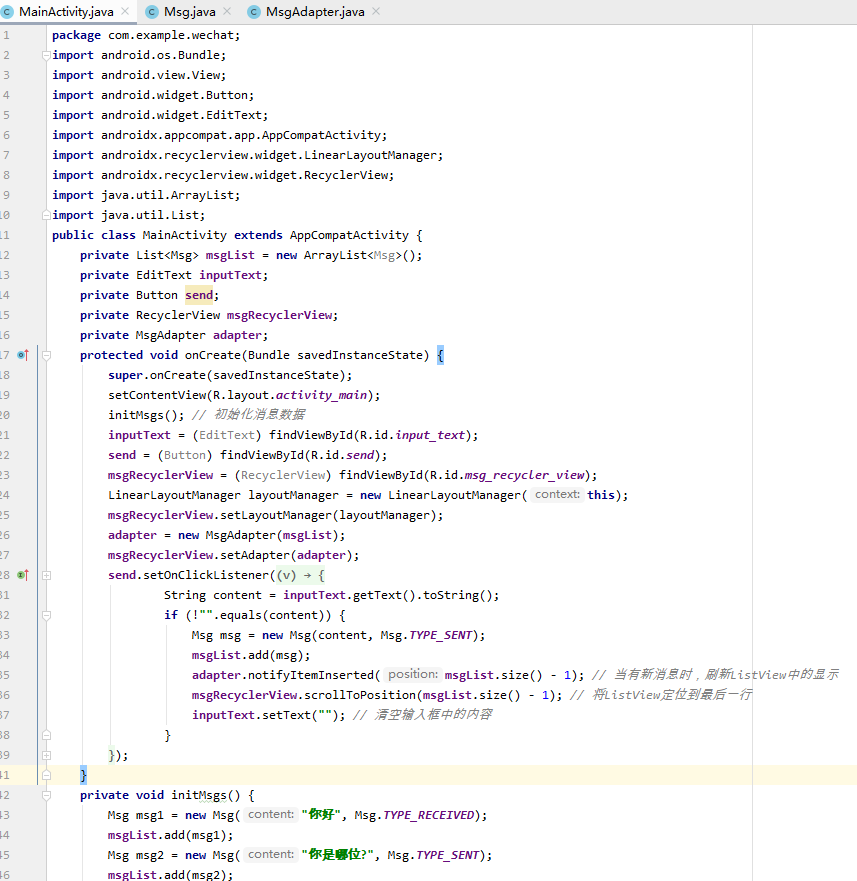 MainActivity.java Msg.java MsgAdapter.java
1 package com.example.wechat;
2 import android.os.Bundle;
3 import android.view.View;
4 import android.widget.Button;
5 import android.widget.EditText;
6 import androidx.appcompat.app.AppCompatActivity;
7 import androidx.recyclerview.widget.LinearLayoutManager;
8 import androidx.recyclerview.widget.RecyclerView;
9 import java.util.ArrayList;
10 import java.util.List;
11 public class MainActivity extends AppCompatActivity {
12 private List<Msg> msgList = new ArrayList<Msg>();
13 private EditText inputText;
14 private Button send;
15 private RecyclerView msgRecyclerView;
16 private MsgAdapter adapter;
17 protected void onCreate(Bundle savedInstanceState) {
18 super.onCreate(savedInstanceState);
19 setContentView(R.layout.activity_main);
20 initMsgs(); // 初始化消息数据
21 inputText = (EditText) findViewById(R.id.input_text);
22 send = (Button) findViewById(R.id.send);
23 msgRecyclerView = (RecyclerView) findViewById(R.id.msg_recycler_view);
24 LinearLayoutManager layoutManager = new LinearLayoutManager( context: this);
25 msgRecyclerView.setLayoutManager(layoutManager);
26 adapter = new MsgAdapter(msgList);
27 msgRecyclerView.setAdapter(adapter);
28 send.setOnClickListener((v) → {
31 String content = inputText.getText().toString();
32 if (!"".equals(content)) {
33 Msg msg = new Msg(content, Msg.TYPE_SENT);
34 msgList.add(msg);
35 adapter.notifyItemInserted( position: msgList.size() - 1); // 当有新消息时，刷新ListView中的显示
36 msgRecyclerView.scrollToPosition(msgList.size() - 1); // 将ListView定位到最后一行
37 inputText.setText(""); // 清空输入框中的内容
38 }
39 });
41 }
42 private void initMsgs() {
43 Msg msg1 = new Msg( content: "你好", Msg.TYPE_RECEIVED);
44 msgList.add(msg1);
45 Msg msg2 = new Msg( content: "你是哪位?", Msg.TYPE_SENT);
46 msgList.add(msg2);